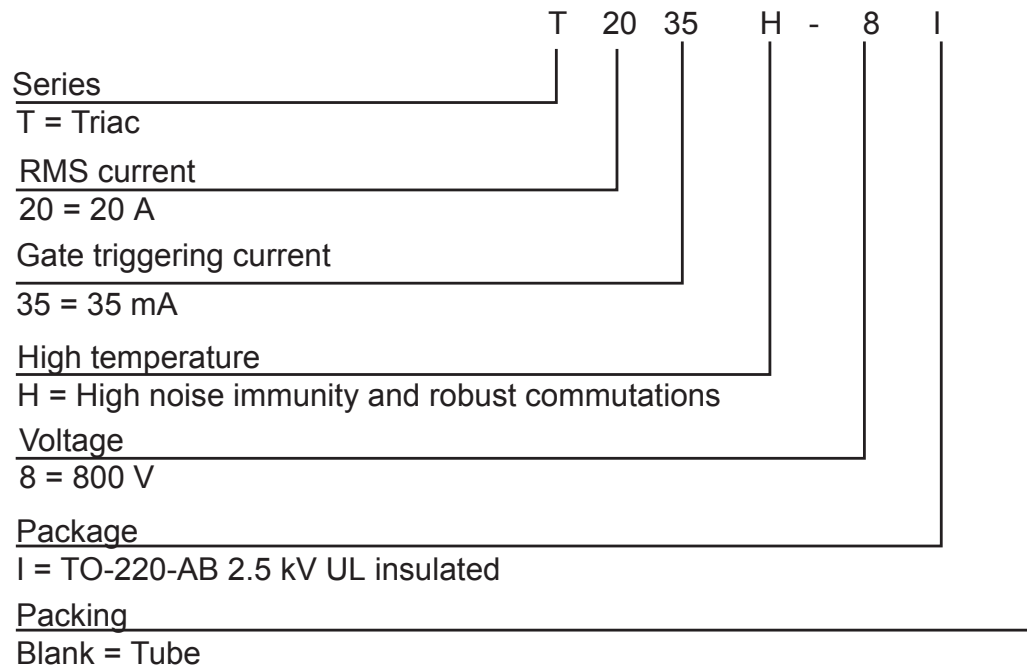 T 20 35 H - 8 I
Series
T = Triac
RMS current
20 = 20 A
Gate triggering current
35 = 35 mA
High temperature
H = High noise immunity and robust commutations
Voltage
8 = 800 V
Package
I = TO-220-AB 2.5 kV UL insulated
Packing
Blank = Tube